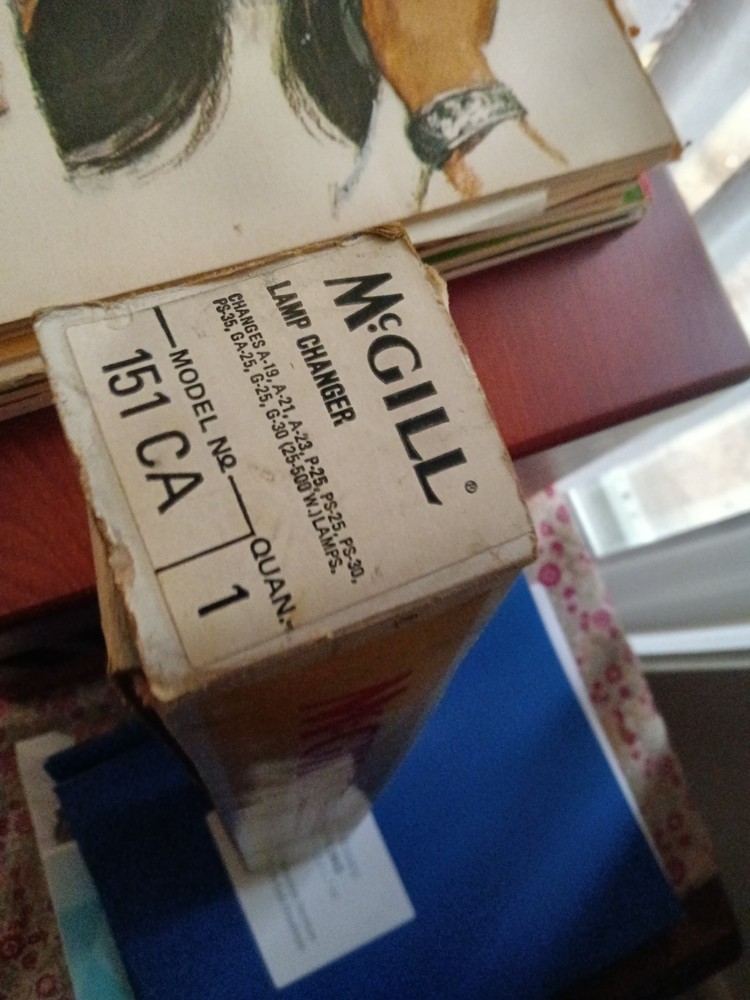 McGILL®
LAMP CHANGER
CHANGES A-19, A-21, A-23, P-25, PS-25, PS-30,
PS-35, GA-25, G-25, G-30 (25-500 W.) LAMPS.
MODEL No. QUAN.
151 CA 1